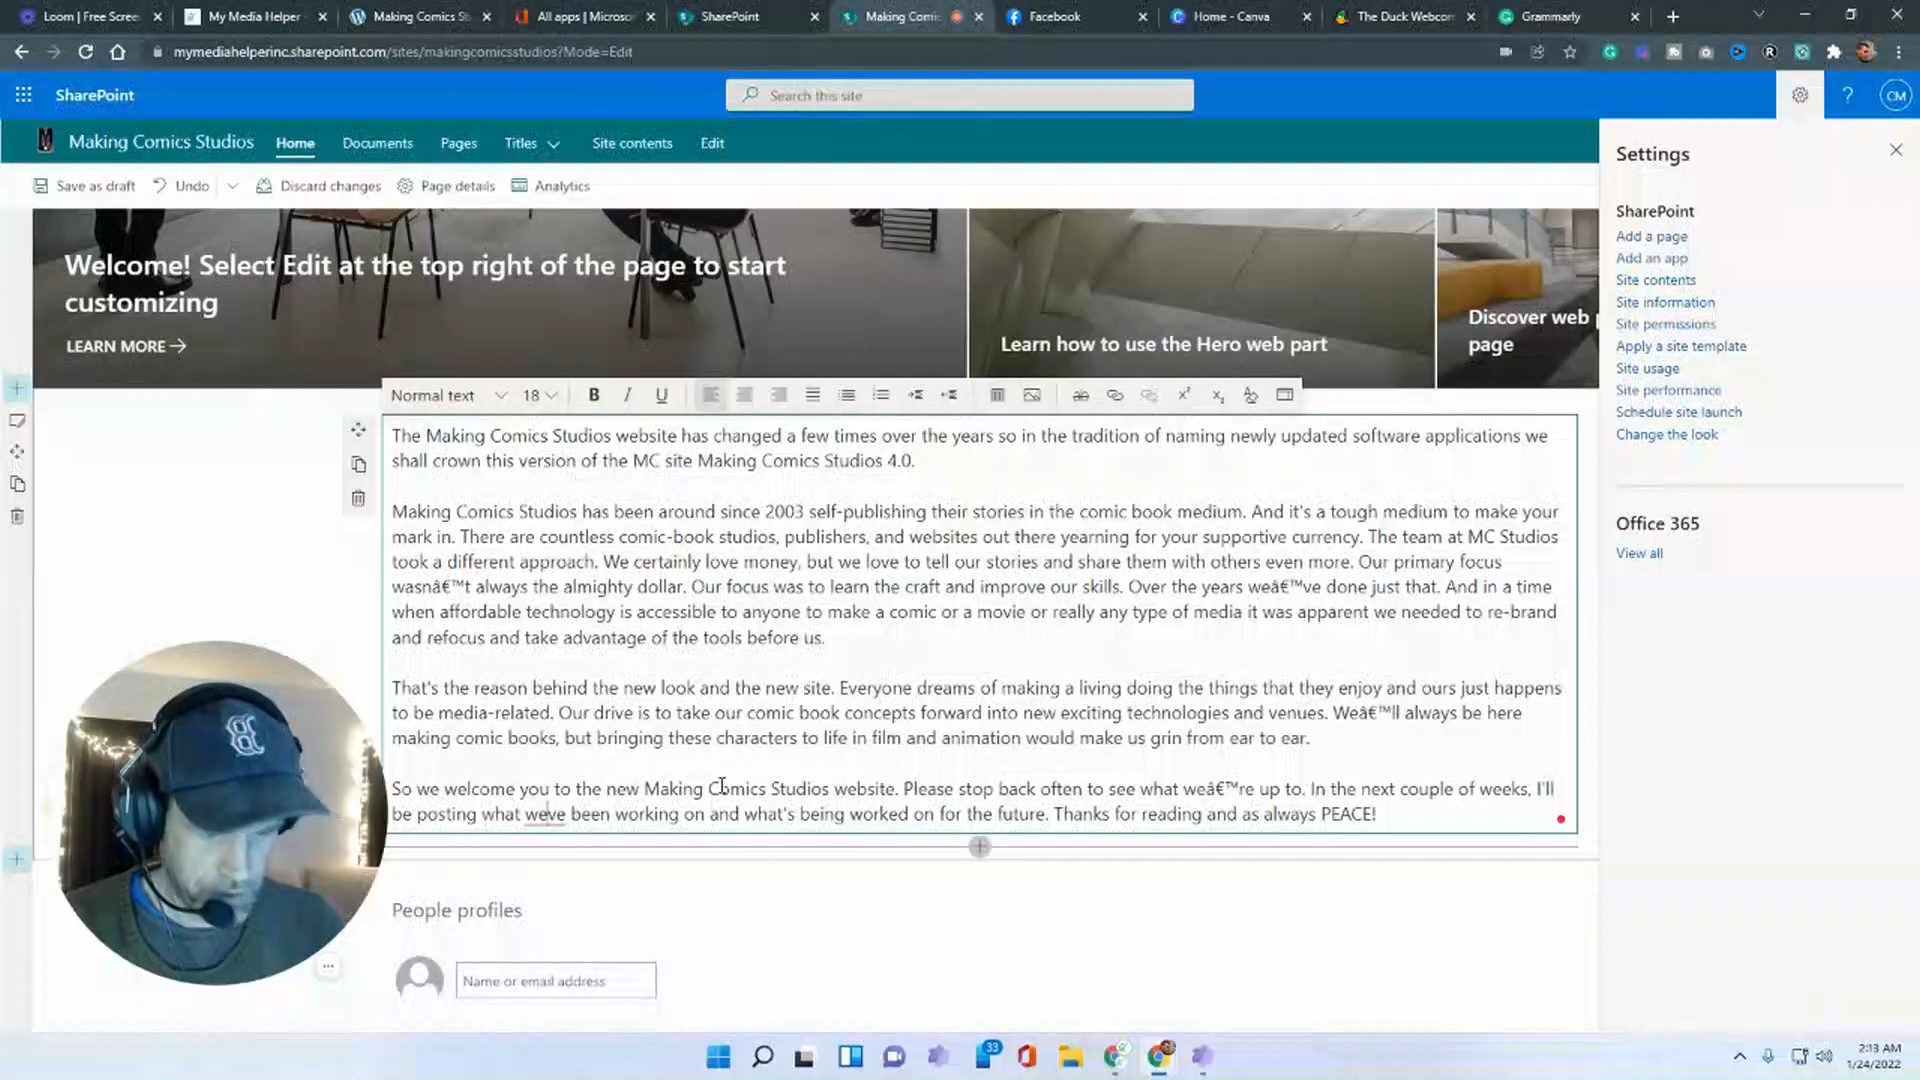 Loom | Free Scree
My Media Helper
Making Comics St
All apps | Microso
SharePoint
Making Comic
Facebook
Home - Canva
The Duck Webcom
Grammarly
mymediahelperinc.sharepoint.com/sites/makingcomicsstudios?Mode=Edit
SharePoint
Search this site
?
CM
Making Comics Studios
Home
Documents
Pages
Titles
Site contents
Edit
Save as draft
Undo
Discard changes
Page details
Analytics
Welcome! Select Edit at the top right of the page to start
customizing
LEARN MORE
Learn how to use the Hero web part
Discover web p
page
Normal text
18
B
I
U
The Making Comics Studios website has changed a few times over the years so in the tradition of naming newly updated software applications we
shall crown this version of the MC site Making Comics Studios 4.0.
Making Comics Studios has been around since 2003 self-publishing their stories in the comic book medium. And it's a tough medium to make your
mark in. There are countless comic-book studios, publishers, and websites out there yearning for your supportive currency. The team at MC Studios
took a different approach. We certainly love money, but we love to tell our stories and share them with others even more. Our primary focus
wasnâ€™t always the almighty dollar. Our focus was to learn the craft and improve our skills. Over the years weâ€™ve done just that. And in a time
when affordable technology is accessible to anyone to make a comic or a movie or really any type of media it was apparent we needed to re-brand
and refocus and take advantage of the tools before us.
That's the reason behind the new look and the new site. Everyone dreams of making a living doing the things that they enjoy and ours just happens
to be media-related. Our drive is to take our comic book concepts forward into new exciting technologies and venues. Weâ€™ll always be here
making comic books, but bringing these characters to life in film and animation would make us grin from ear to ear.
So we welcome you to the new Making Comics Studios website. Please stop back often to see what weâ€™re up to. In the next couple of weeks, I'll
be posting what weve been working on and what's being worked on for the future. Thanks for reading and as always PEACE!
People profiles
Name or email address
Settings
SharePoint
Add a page
Add an app
Site contents
Site information
Site permissions
Apply a site template
Site usage
Site performance
Schedule site launch
Change the look
Office 365
View all
B
33
2:13 AM
1/24/2022